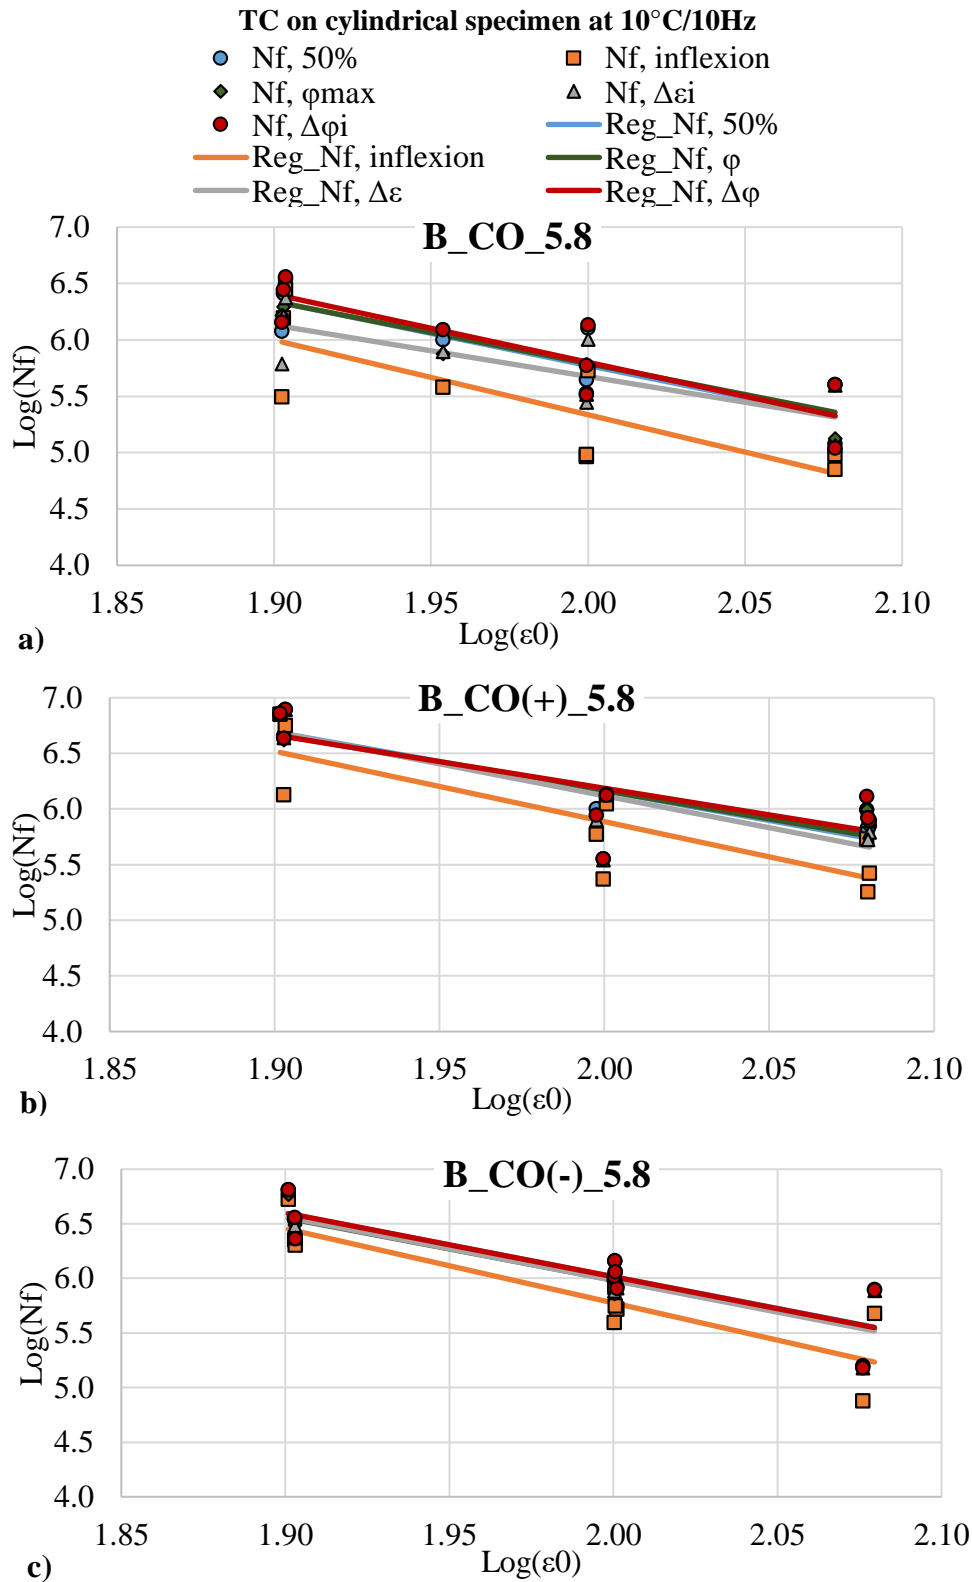 TC on cylindrical specimen at 10°C/10Hz
Nf, 50% Nf, inflexion
Nf, φmax Nf, Δεi
Nf, Δφi Reg_Nf, 50%
Reg_Nf, inflexion Reg_Nf, φ
Reg_Nf, Δε Reg_Nf, Δφ
B_CO_5.8
7.0
6.5
6.0
5.5
5.0
4.5
4.0
Log(Nf)
1.85 1.90 1.95 2.00 2.05 2.10
Log(ε0)
a)
B_CO(+)_5.8
7.0
6.5
6.0
5.5
5.0
4.5
4.0
Log(Nf)
1.85 1.90 1.95 2.00 2.05 2.10
Log(ε0)
b)
B_CO(-)_5.8
7.0
6.5
6.0
5.5
5.0
4.5
4.0
Log(Nf)
1.85 1.90 1.95 2.00 2.05 2.10
Log(ε0)
c)